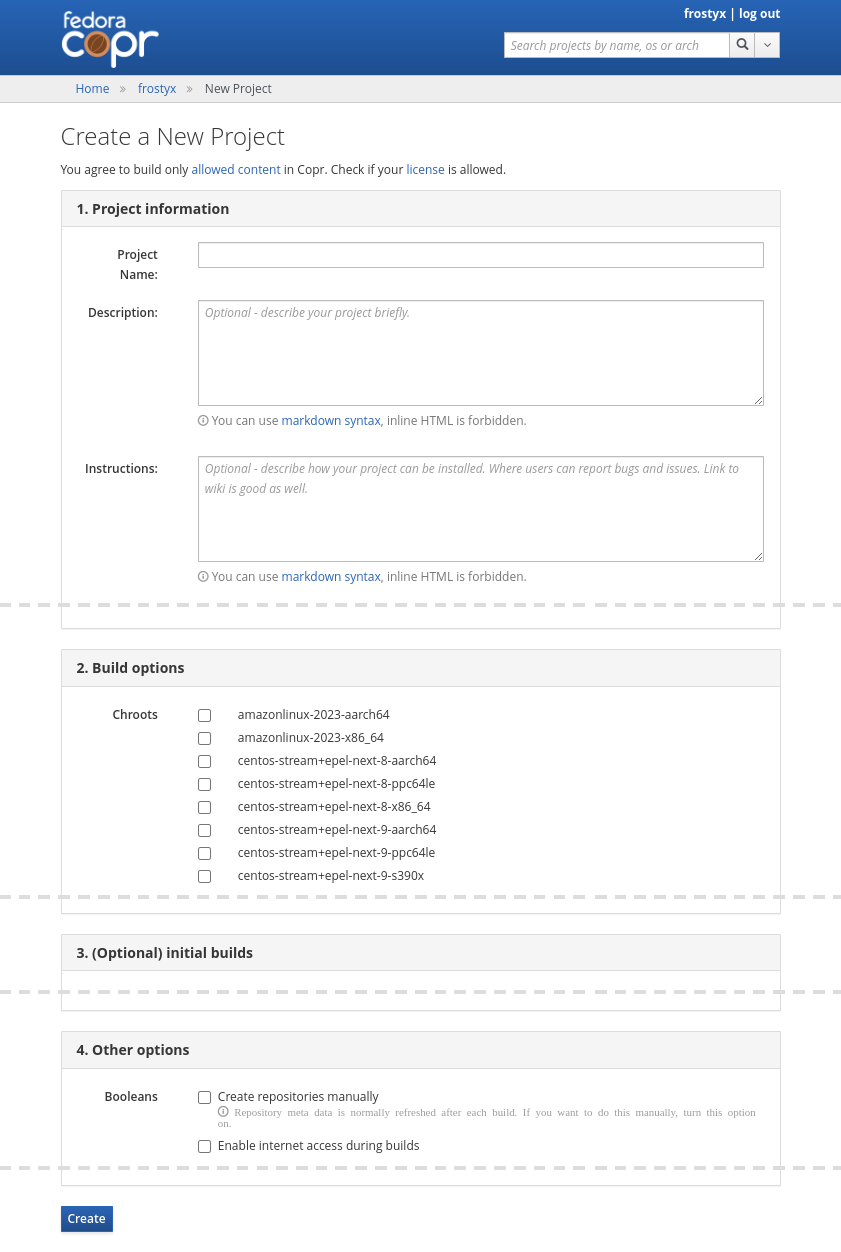 fedora
copr
frostyx | log out
Search projects by name, os or arch
Home » frostyx » New Project
Create a New Project
You agree to build only allowed content in Copr. Check if your license is allowed.
1. Project information
Project
Name:
Description:
Optional - describe your project briefly.
You can use markdown syntax, inline HTML is forbidden.
Instructions:
Optional - describe how your project can be installed. Where users can report bugs and issues. Link to
wiki is good as well.
You can use markdown syntax, inline HTML is forbidden.
2. Build options
Chroots
amazonlinux-2023-aarch64
amazonlinux-2023-x86_64
centos-stream+epel-next-8-aarch64
centos-stream+epel-next-8-ppc64le
centos-stream+epel-next-8-x86_64
centos-stream+epel-next-9-aarch64
centos-stream+epel-next-9-ppc64le
centos-stream+epel-next-9-s390x
3. (Optional) initial builds
4. Other options
Booleans
Create repositories manually
Repository meta data is normally refreshed after each build. If you want to do this manually, turn this option
on.
Enable internet access during builds
Create